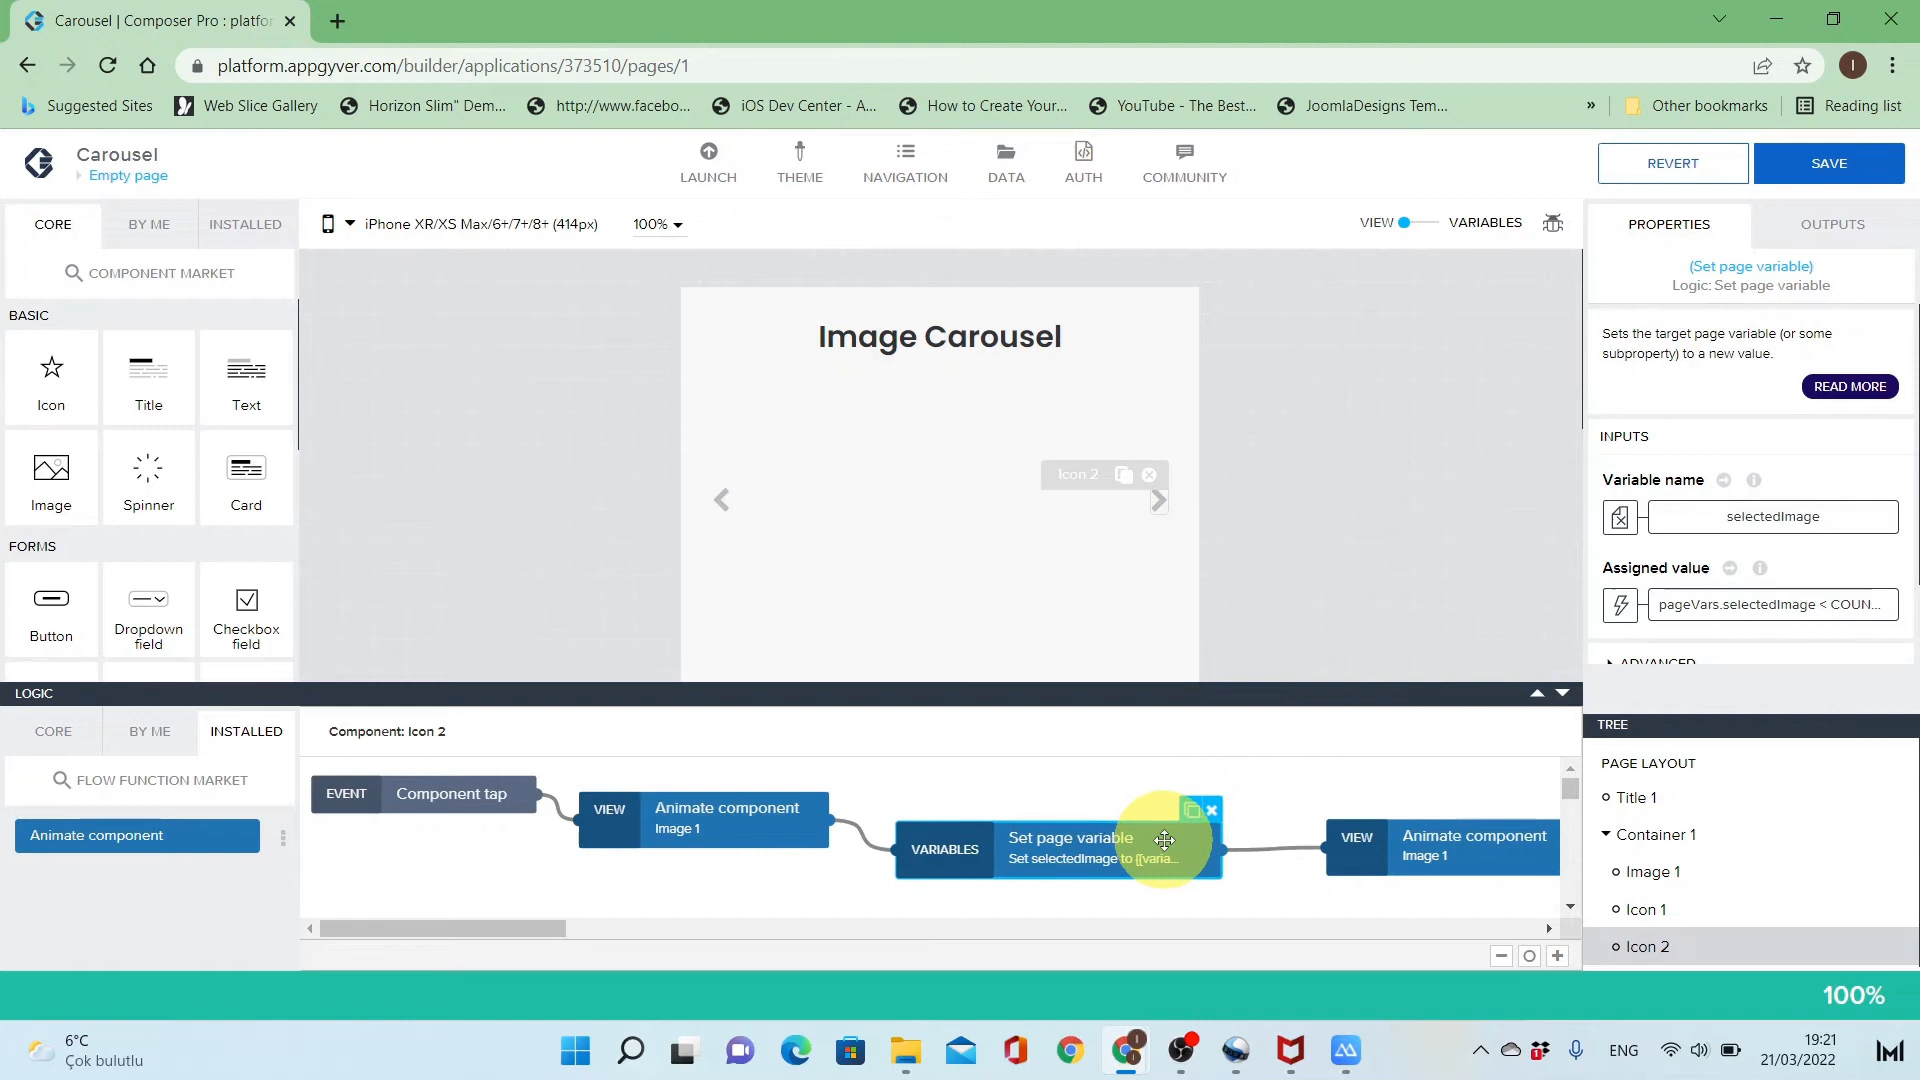 Carousel | Composer Pro : platfo
platform.appgyver.com/builder/applications/373510/pages/1
Suggested Sites
Web Slice Gallery
Horizon Slim" Dem...
http://www.facebo...
iOS Dev Center - A...
How to Create Your...
YouTube - The Best...
JoomlaDesigns Tem...
»
Other bookmarks
Reading list
I
Carousel
Empty page
LAUNCH
THEME
NAVIGATION
DATA
AUTH
COMMUNITY
REVERT
SAVE
CORE
BY ME
INSTALLED
iPhone XR/XS Max/6+/7+/8+ (414px)
100%
VIEW
VARIABLES
PROPERTIES
OUTPUTS
COMPONENT MARKET
(Set page variable)
Logic: Set page variable
BASIC
Icon
Title
Text
Image
Spinner
Card
FORMS
Button
Dropdown field
Checkbox field
Image Carousel
Icon 2
Sets the target page variable (or some
subproperty) to a new value.
READ MORE
INPUTS
Variable name
selectedImage
Assigned value
pageVars.selectedImage < COUN...
ADVANCED
LOGIC
CORE
BY ME
INSTALLED
Component: Icon 2
FLOW FUNCTION MARKET
Animate component
EVENT
Component tap
VIEW
Animate component
Image 1
VARIABLES
Set page variable
Set selectedImage to {{varia...
VIEW
Animate component
Image 1
TREE
PAGE LAYOUT
Title 1
Container 1
Image 1
Icon 1
Icon 2
100%
6°C
Çok bulutlu
1
ENG
19:21
21/03/2022